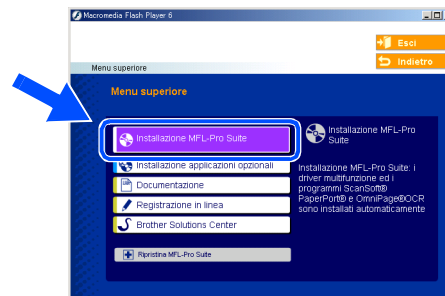 Macromedia Flash Player 6
Esci
Indietro
Menu superiore
Menu superiore
Installazione MFL-Pro Suite
Installazione applicazioni opzionali
Documentazione
Registrazione in linea
Brother Solutions Center
Ripristina MFL-Pro Suite
Installazione MFL-Pro
Suite
Installazione MFL-Pro Suite: i
driver multifunzione ed i
programmi ScanSoft®
PaperPort® e OmniPage®OCR
sono installati automaticamente